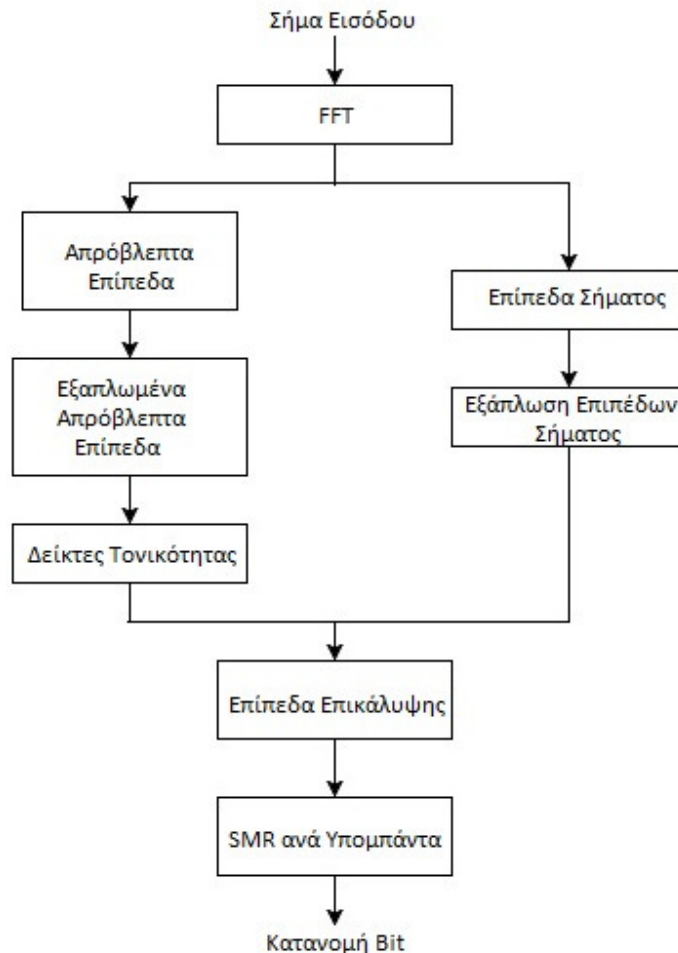 Σήμα Εισόδου
FFT
Απρόβλεπτα
Επίπεδα
Εξαπλωμένα
Απρόβλεπτα
Επίπεδα
Δείκτες Τονικότητας
Επίπεδα Σήματος
Εξάπλωση Επιπέδων
Σήματος
Επίπεδα Επικάλυψης
SMR ανά Υπομπάντα
Κατανομή Bit